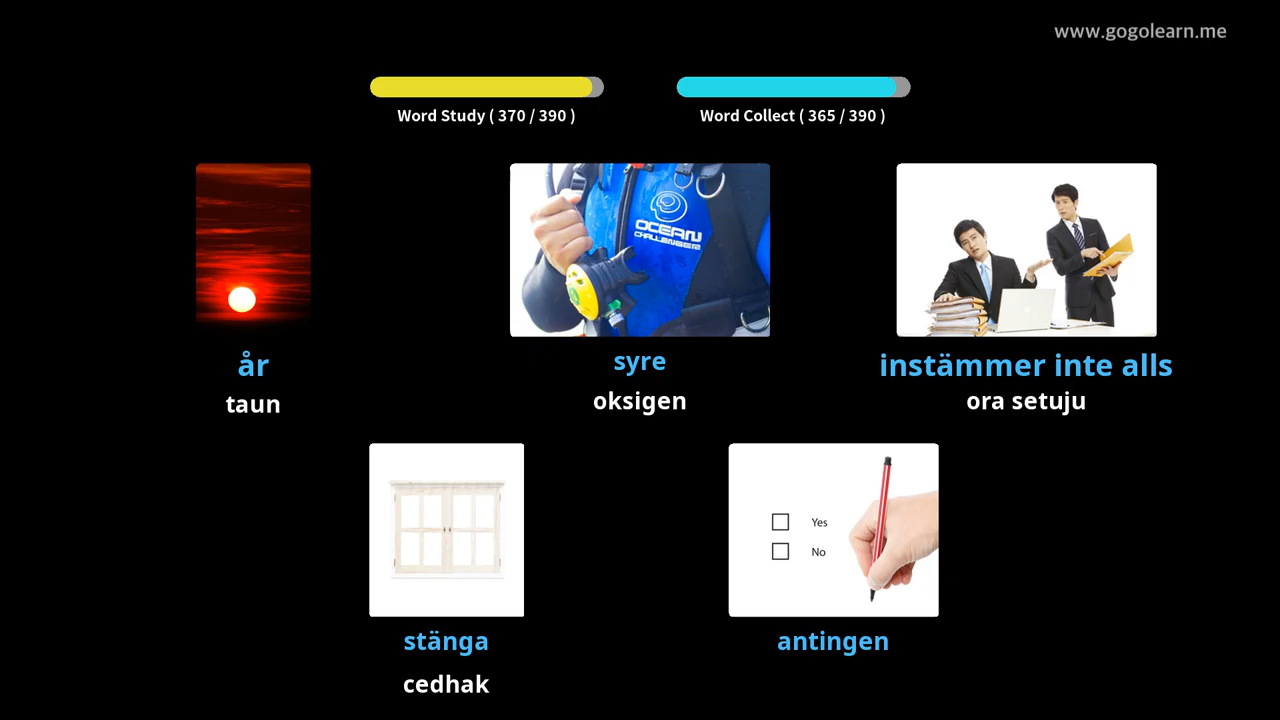 www.gogolearn.me
Word Study ( 370 / 390 )
Word Collect ( 365 / 390 )
OCEAN
CHALLENGER
år
taun
syre
oksigen
instämmer inte alls
ora setuju
Yes
No
stänga
cedhak
antingen